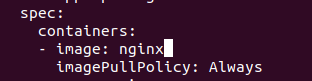 spec:
containers:
- image: nginx
imagePullPolicy: Always